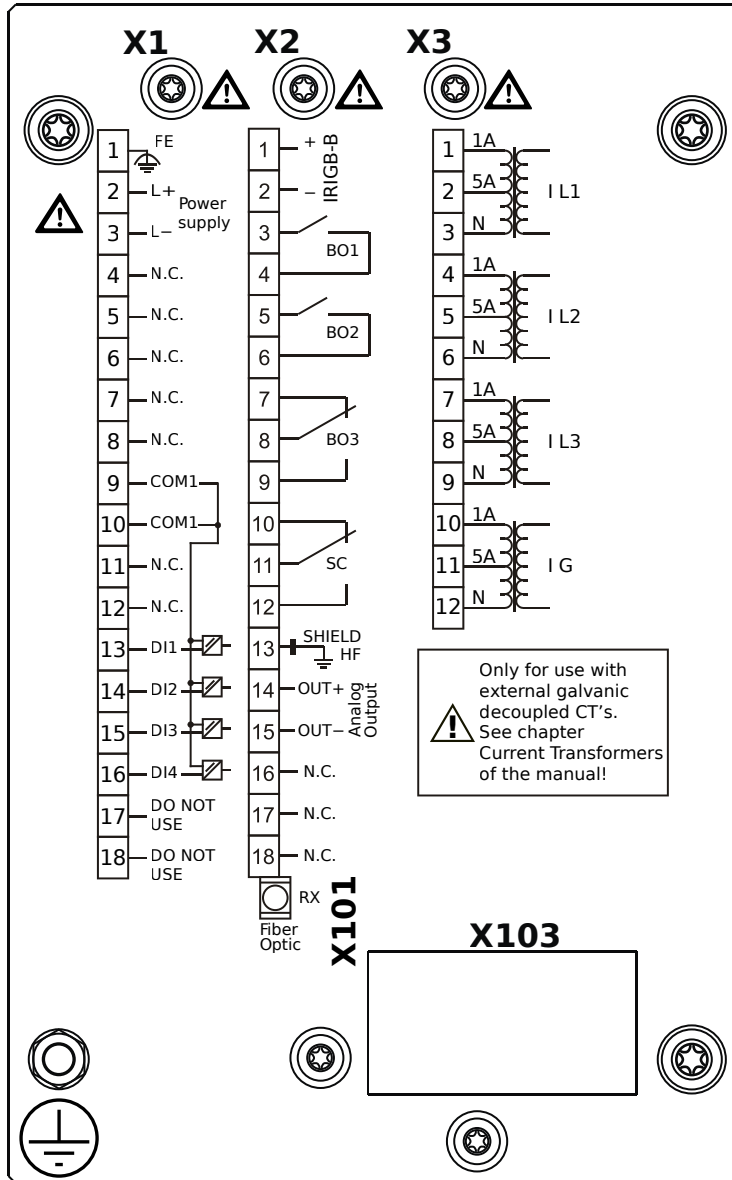 X1 X2 X3
1 FE
2 L+ Power supply
3 L−
4 N.C.
5 N.C.
6 N.C.
7 N.C.
8 N.C.
9 COM1
10 COM1
11 N.C.
12 N.C.
13 DI1
14 DI2
15 DI3
16 DI4
17 DO NOT
USE
18 DO NOT
USE
1 + IRIGB-B
2 −
3
BO1
4
5
BO2
6
7
8 BO3
9
10
11 SC
12
13 SHIELD
HF
14 OUT+ Analog
Output
15 OUT−
16 N.C.
17 N.C.
18 N.C.
RX
Fiber
Optic
X101
1 1A
2 5A I L1
3 N
4 1A
5 5A I L2
6 N
7 1A
8 5A I L3
9 N
10 1A
11 5A I G
12 N
Only for use with
external galvanic
decoupled CT's.
See chapter
Current Transformers
of the manual!
X103